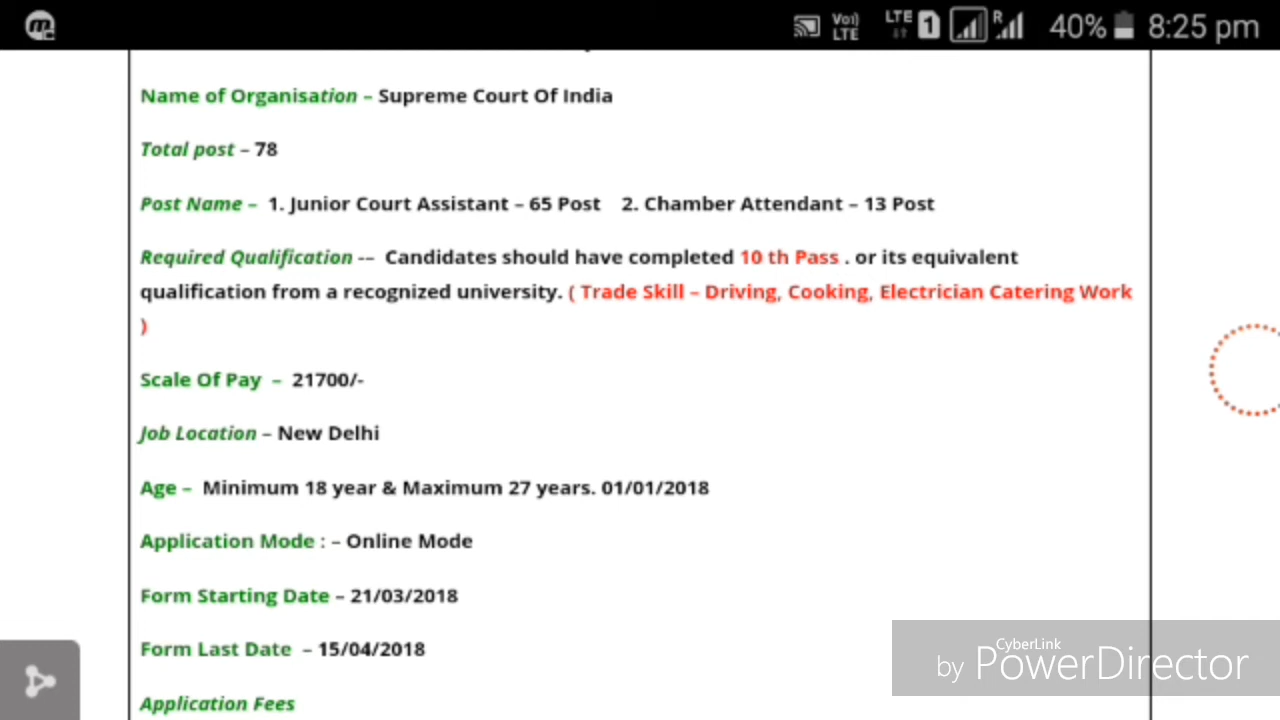 Vo)) LTE LTE 1 R 40% 8:25 pm
Name of Organisation – Supreme Court Of India
Total post – 78
Post Name – 1. Junior Court Assistant – 65 Post 2. Chamber Attendant – 13 Post
Required Qualification -–  Candidates should have completed 10 th Pass . or its equivalent
qualification from a recognized university. ( Trade Skill – Driving, Cooking, Electrician Catering Work
)
Scale Of Pay – 21700/-
Job Location – New Delhi
Age – Minimum 18 year & Maximum 27 years. 01/01/2018
Application Mode : – Online Mode
Form Starting Date – 21/03/2018
Form Last Date – 15/04/2018
CyberLink
by PowerDirector
Application Fees